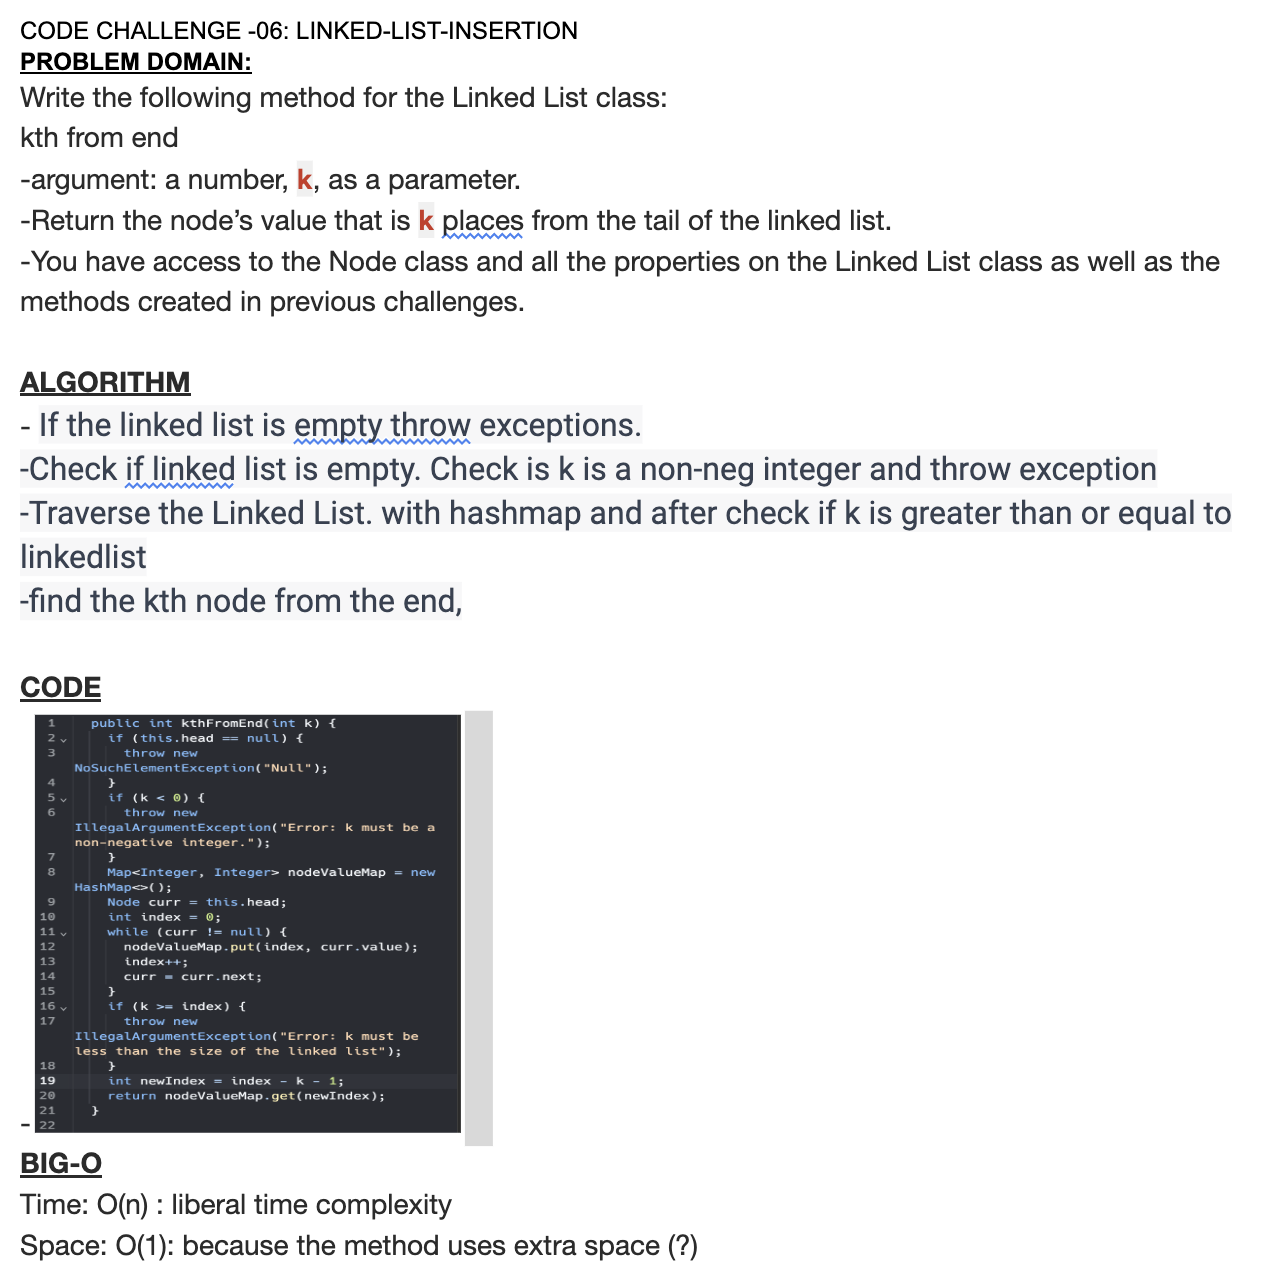 CODE CHALLENGE -06: LINKED-LIST-INSERTION
PROBLEM DOMAIN:
Write the following method for the Linked List class:
kth from end
-argument: a number, k, as a parameter.
-Return the node’s value that is k places from the tail of the linked list.
-You have access to the Node class and all the properties on the Linked List class as well as the
methods created in previous challenges.
ALGORITHM
- If the linked list is empty throw exceptions.
-Check if linked list is empty. Check is k is a non-neg integer and throw exception
-Traverse the Linked List. with hashmap and after check if k is greater than or equal to
linkedlist
-find the kth node from the end,
CODE
1 public int kthFromEnd(int k) {
2 if (this.head == null) {
3 throw new
NoSuchElementException("Null");
4 }
5 if (k < 0) {
6 throw new
IllegalArgumentException("Error: k must be a
non-negative integer.");
7 }
8 Map<Integer, Integer> nodeValueMap = new
HashMap<>();
9 Node curr = this.head;
10 int index = 0;
11 while (curr != null) {
12 nodeValueMap.put(index, curr.value);
13 index++;
14 curr = curr.next;
15 }
16 if (k >= index) {
17 throw new
IllegalArgumentException("Error: k must be
less than the size of the linked list");
18 }
19 int newIndex = index - k - 1;
20 return nodeValueMap.get(newIndex);
21 }
- 22
BIG-O
Time: O(n) : liberal time complexity
Space: O(1): because the method uses extra space (?)